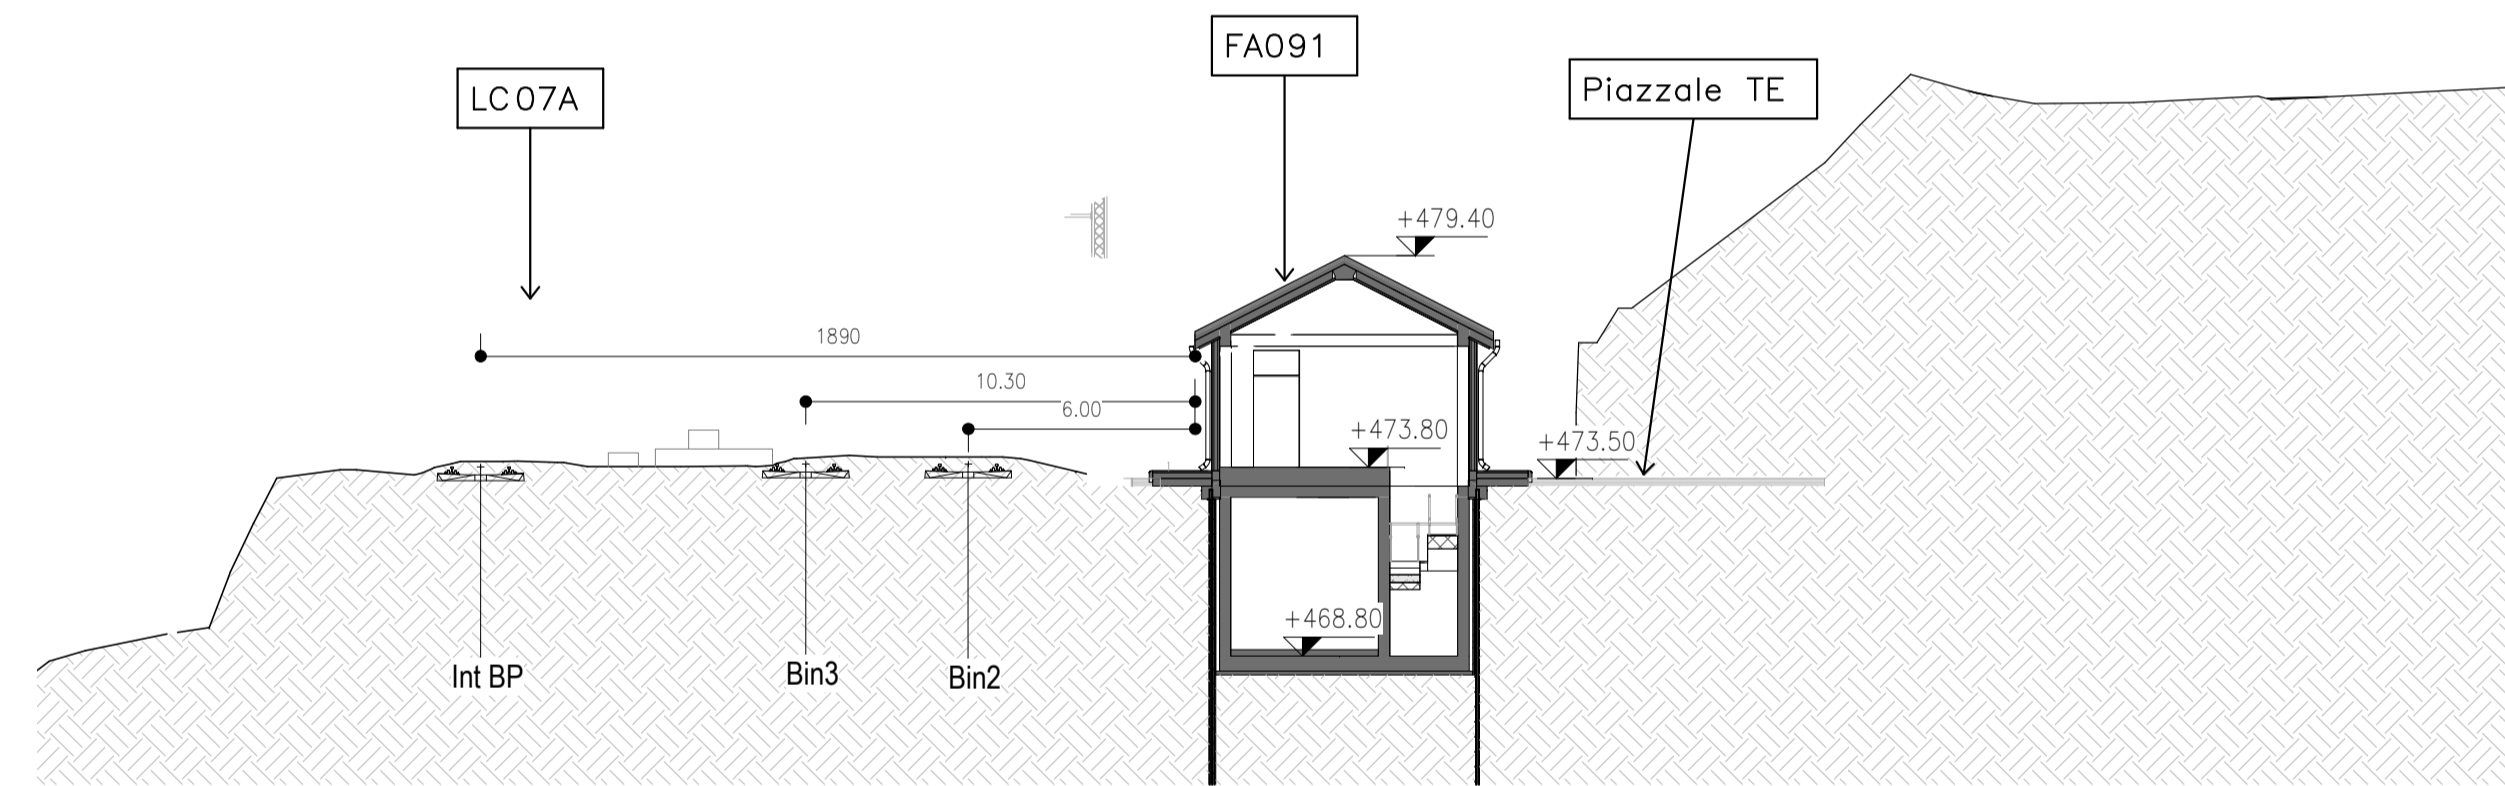 FA091
LC07A
Piazzale TE
+479.40
1890
10.30
6.00
+473.80
+473.50
+468.80
Int BP
Bin3
Bin2